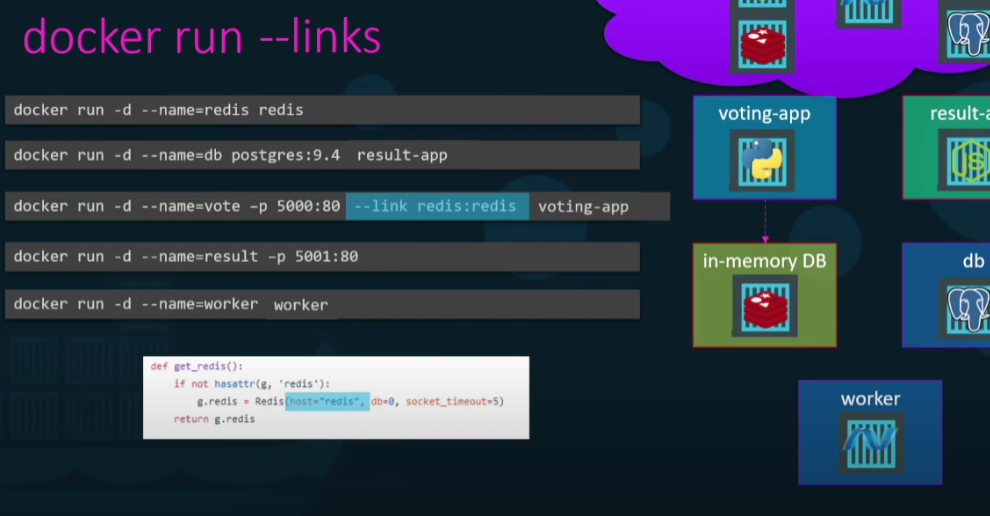 docker run --links
docker run -d --name=redis redis
docker run -d --name=db postgres:9.4 result-app
docker run -d --name=vote –p 5000:80 --link redis:redis voting-app
docker run -d --name=result –p 5001:80
docker run -d --name=worker worker
def get_redis():
if not hasattr(g, 'redis'):
g.redis = Redis(host="redis", db=0, socket_timeout=5)
return g.redis
voting-app
result-a
in-memory DB
db
worker
JS